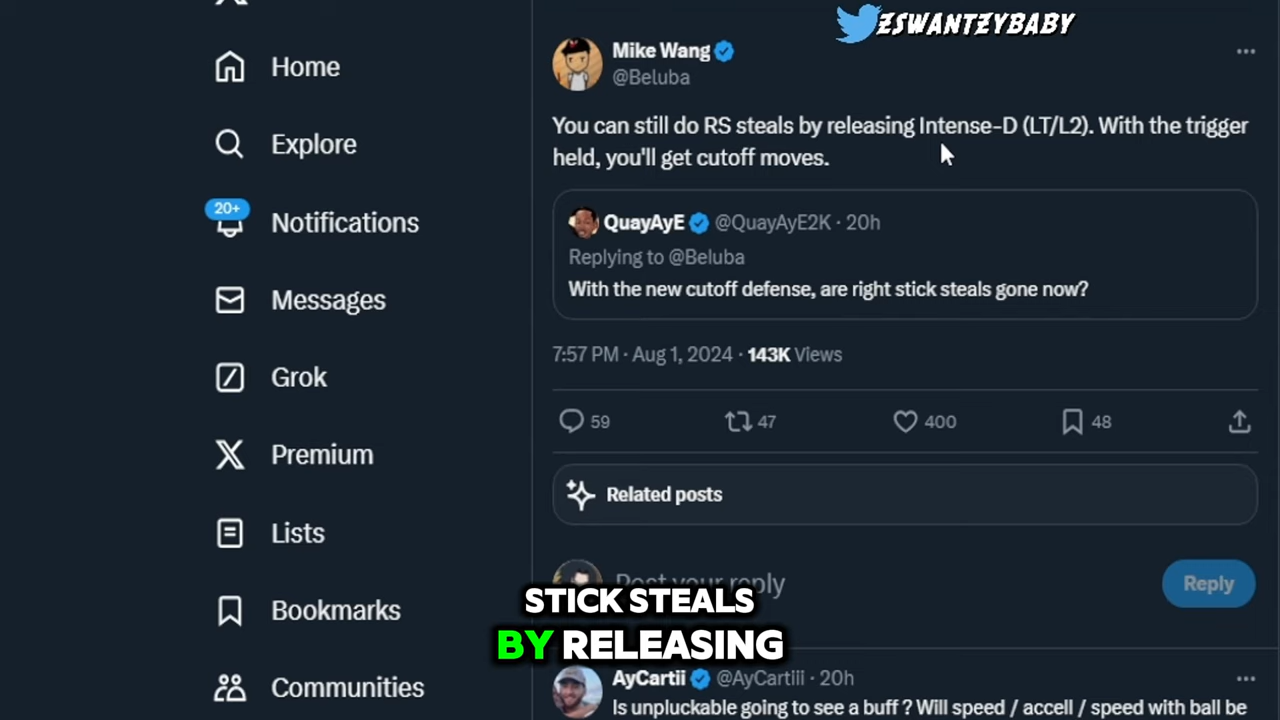 ZSWANTZYBABY
Home
Explore
20+
Notifications
Messages
Grok
Premium
Lists
Bookmarks
Communities
Mike Wang
@Beluba
You can still do RS steals by releasing Intense-D (LT/L2). With the trigger
held, you'll get cutoff moves.
QuayAyE @QuayAyE2K · 20h
Replying to @Beluba
With the new cutoff defense, are right stick steals gone now?
7:57 PM · Aug 1, 2024 · 143K Views
59 47 400 48
Related posts
Post your reply
Reply
STICK STEALS
BY RELEASING
AyCartii @AyCartiii · 20h
Is unpluckable going to see a buff ? Will speed / accell / speed with ball be